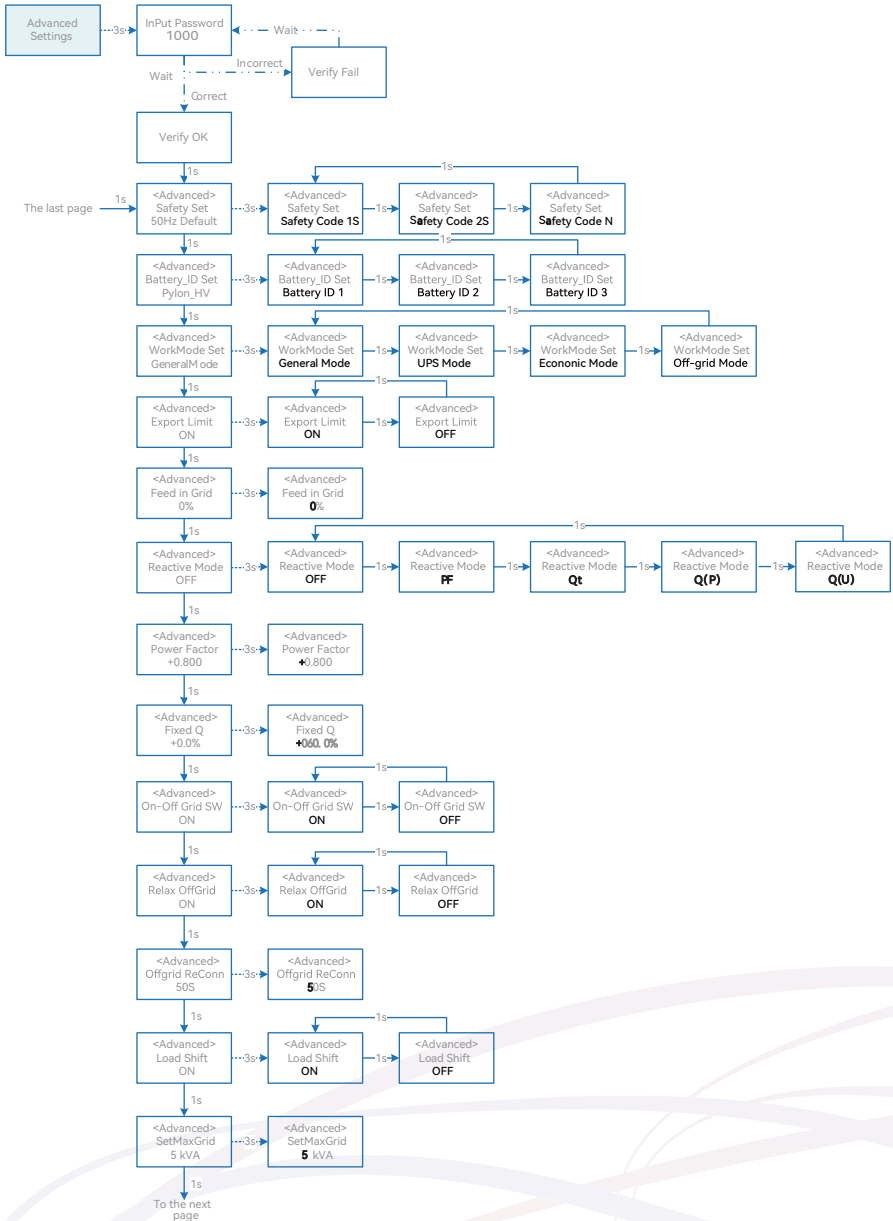 Advanced
Settings
3s
InPut Password
1000
Wait
Incorrect
Wait
Verify Fail
Correct
Verify OK
1s
1s
The last page
1s
<Advanced>
Safety Set
50Hz Default
3s
<Advanced>
Safety Set
Safety Code 1S
1s
<Advanced>
Safety Set
Safety Code 2S
1s
<Advanced>
Safety Set
Safety Code N
1s
1s
<Advanced>
Battery_ID Set
Pylon_HV
3s
<Advanced>
Battery_ID Set
Battery ID 1
1s
<Advanced>
Battery_ID Set
Battery ID 2
1s
<Advanced>
Battery_ID Set
Battery ID 3
1s
1s
<Advanced>
WorkMode Set
GeneralMode
3s
<Advanced>
WorkMode Set
General Mode
1s
<Advanced>
WorkMode Set
UPS Mode
1s
<Advanced>
WorkMode Set
Econonic Mode
1s
<Advanced>
WorkMode Set
Off-grid Mode
1s
1s
<Advanced>
Export Limit
ON
3s
<Advanced>
Export Limit
ON
1s
<Advanced>
Export Limit
OFF
1s
<Advanced>
Feed in Grid
0%
3s
<Advanced>
Feed in Grid
0%
1s
1s
<Advanced>
Reactive Mode
OFF
3s
<Advanced>
Reactive Mode
OFF
1s
<Advanced>
Reactive Mode
PF
1s
<Advanced>
Reactive Mode
Qt
1s
<Advanced>
Reactive Mode
Q(P)
1s
<Advanced>
Reactive Mode
Q(U)
1s
<Advanced>
Power Factor
+0.800
3s
<Advanced>
Power Factor
+0.800
1s
<Advanced>
Fixed Q
+0.0%
3s
<Advanced>
Fixed Q
+060.0%
1s
1s
<Advanced>
On-Off Grid SW
ON
3s
<Advanced>
On-Off Grid SW
ON
1s
<Advanced>
On-Off Grid SW
OFF
1s
1s
<Advanced>
Relax OffGrid
ON
3s
<Advanced>
Relax OffGrid
ON
1s
<Advanced>
Relax OffGrid
OFF
1s
<Advanced>
Offgrid ReConn
50S
3s
<Advanced>
Offgrid ReConn
50S
1s
1s
<Advanced>
Load Shift
ON
3s
<Advanced>
Load Shift
ON
1s
<Advanced>
Load Shift
OFF
1s
<Advanced>
SetMaxGrid
5 kVA
3s
<Advanced>
SetMaxGrid
5 kVA
1s
To the next
page